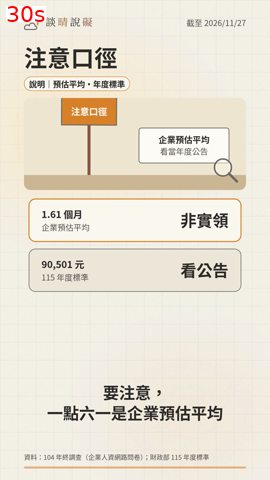 30s
談晴說礙
截至 2026/11/27
注意口徑
說明｜預估平均・年度標準
注意口徑
企業預估平均
看當年度公告
1.61 個月
企業預估平均
非實領
90,501 元
115 年度標準
看公告
要注意，
一點六一是企業預估平均
資料：104 年終調查（企業人資網路問卷）；財政部 115 年度標準